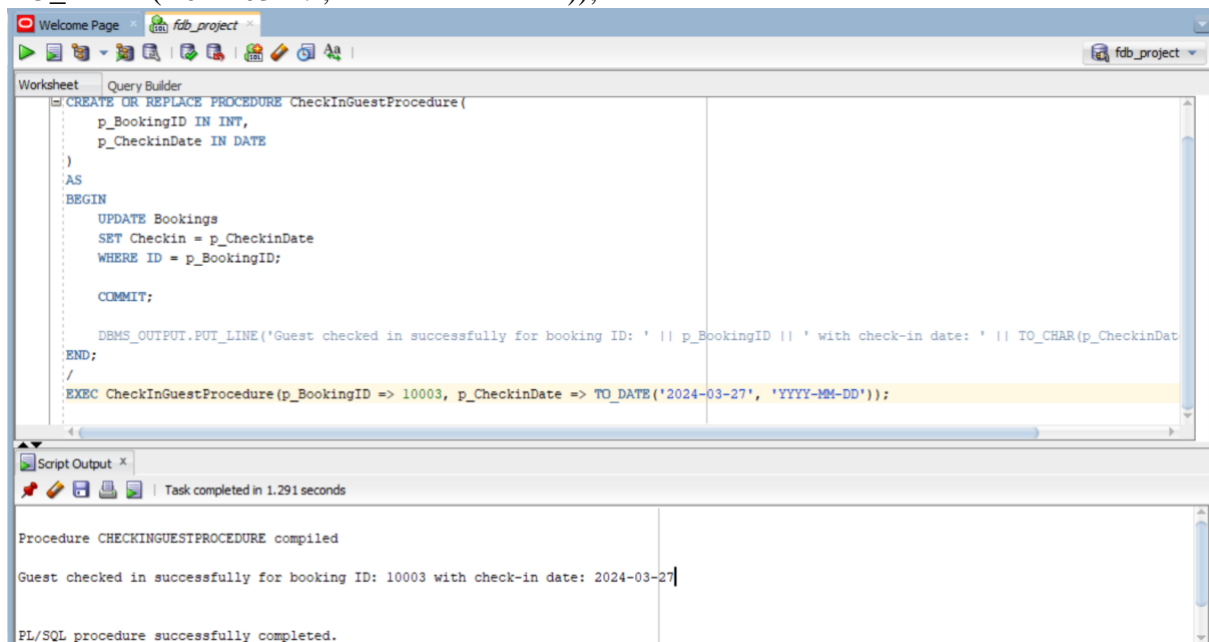 Welcome Page
fdb_project
fdb_project
Worksheet Query Builder
CREATE OR REPLACE PROCEDURE CheckInGuestProcedure(
p_BookingID IN INT,
p_CheckinDate IN DATE
)
AS
BEGIN
UPDATE Bookings
SET Checkin = p_CheckinDate
WHERE ID = p_BookingID;
COMMIT;
DBMS_OUTPUT.PUT_LINE('Guest checked in successfully for booking ID: ' || p_BookingID || ' with check-in date: ' || TO_CHAR(p_CheckinDat
END;
/
EXEC CheckInGuestProcedure(p_BookingID => 10003, p_CheckinDate => TO_DATE('2024-03-27', 'YYYY-MM-DD'));
Script Output
Task completed in 1.291 seconds
Procedure CHECKINGUESTPROCEDURE compiled
Guest checked in successfully for booking ID: 10003 with check-in date: 2024-03-27
PL/SQL procedure successfully completed.